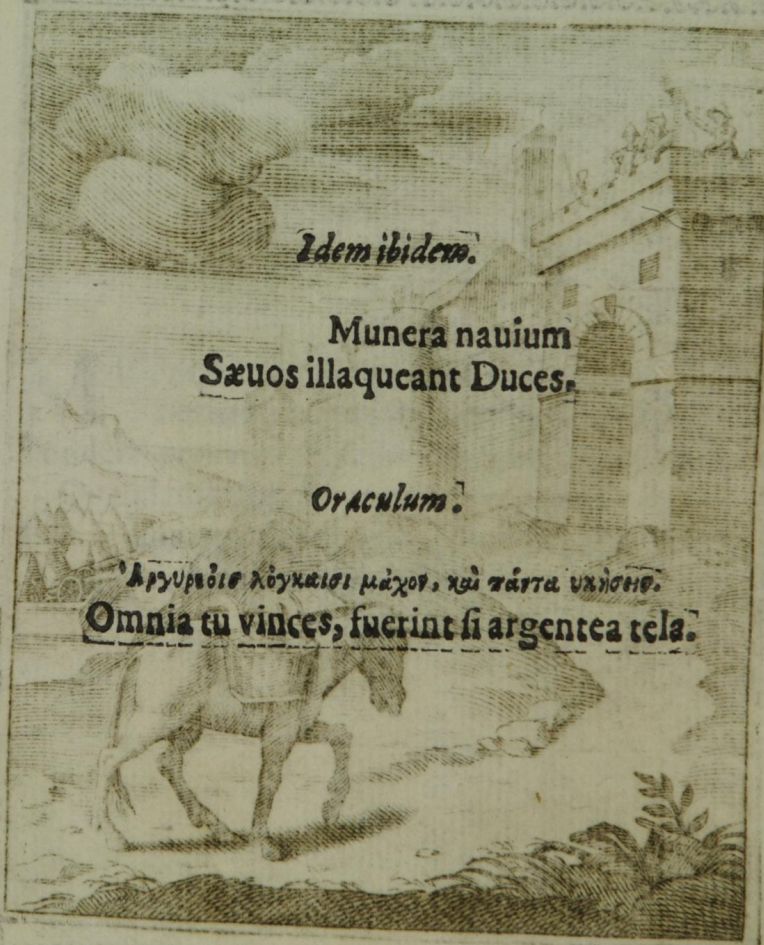 Idem ibidem.
Munera nauium
Sæuos illaqueant Duces.
Oraculum.
Ἀργυρέοις λόγχαισι μάχου, καὶ πάντα νικήσεις.
Omnia tu vinces, fuerint ſi argentea tela.